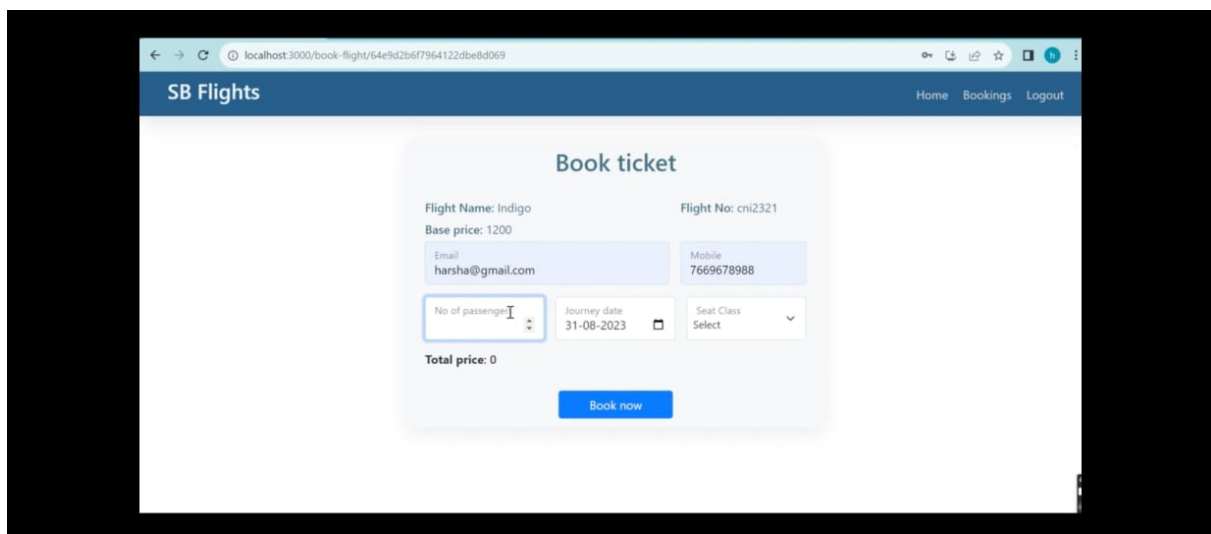 localhost:3000/book-flight/64e9d2b6f7964122dbe8d069
h
SB Flights
Home Bookings Logout
Book ticket
Flight Name: Indigo Flight No: cni2321
Base price: 1200
Email Mobile
harsha@gmail.com 7669678988
No of passengers Journey date Seat Class
31-08-2023 Select
Total price: 0
Book now